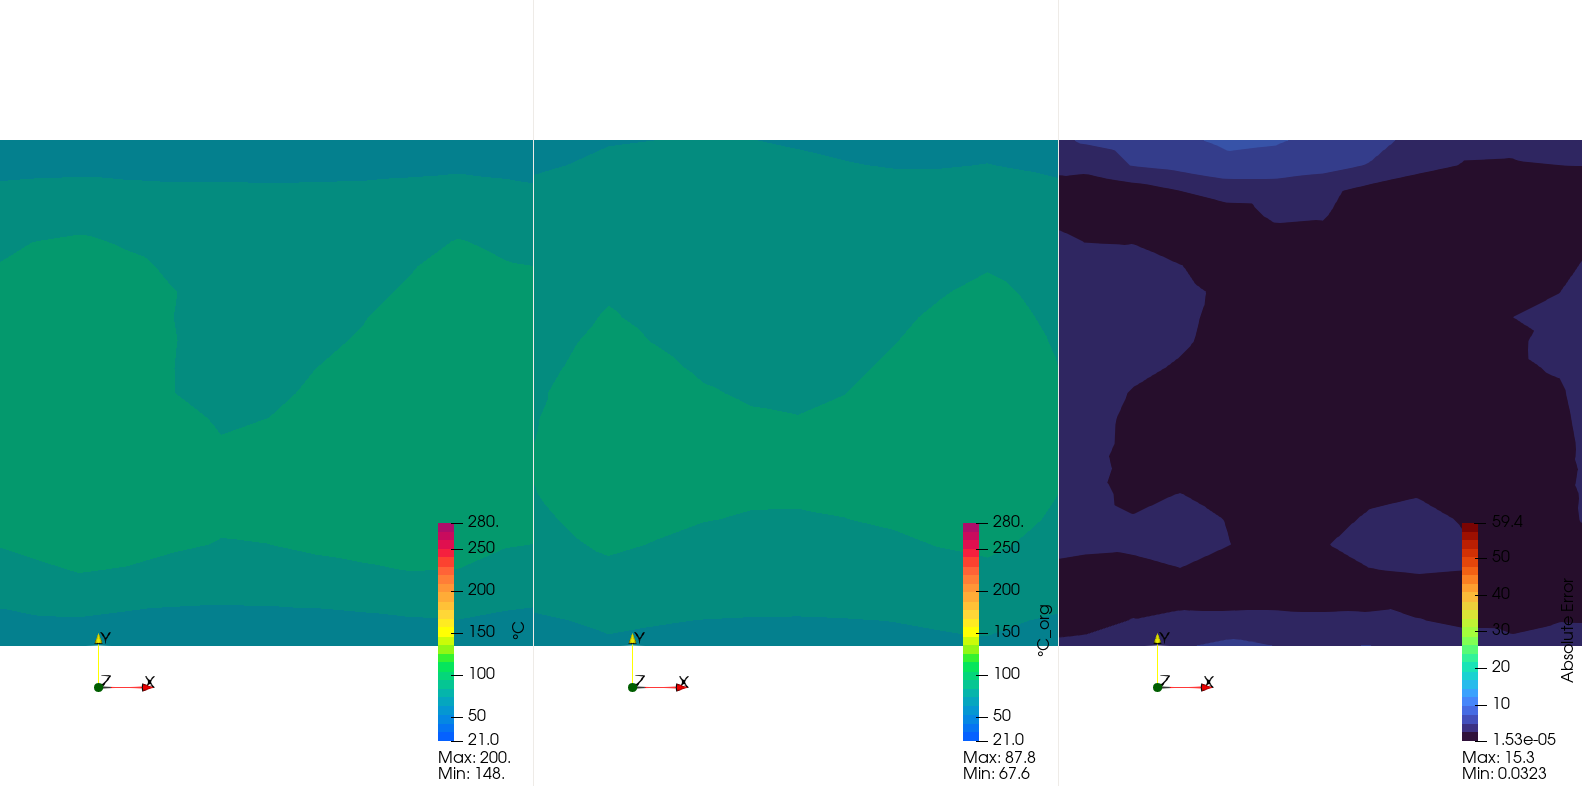 280.
250
200
150
100
50
21.0
°C
Max: 200.
Min: 148.
Y
Z
X
280.
250
200
150
100
50
21.0
°C_org
Max: 87.8
Min: 67.6
Y
Z
X
59.4
50
40
30
20
10
1.53e-05
Absolute Error
Max: 15.3
Min: 0.0323
Y
Z
X